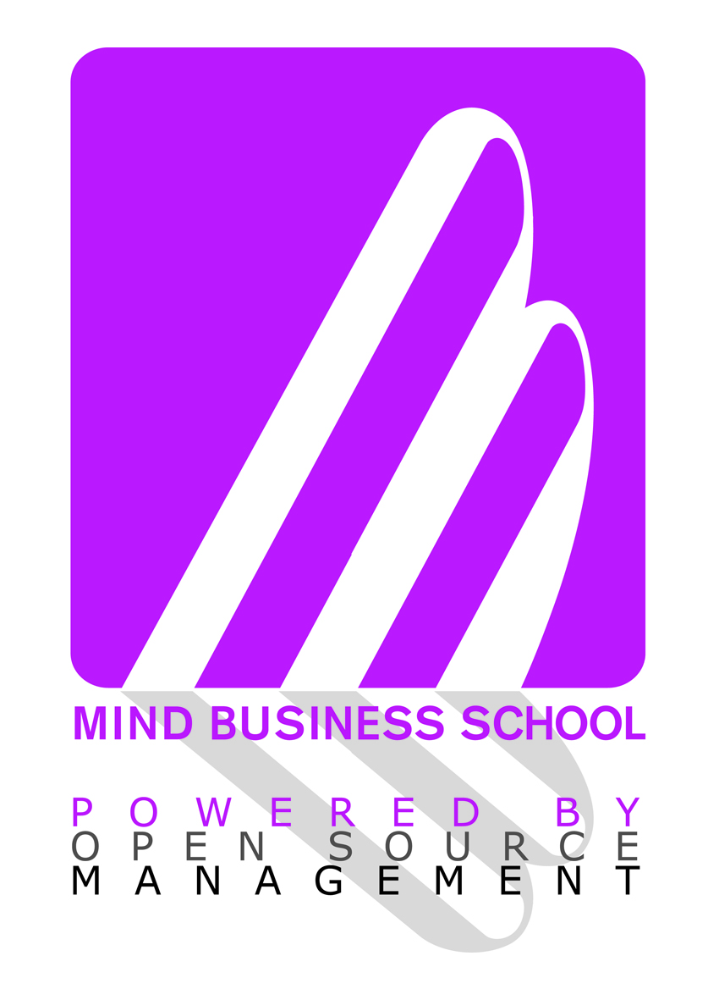 MIND BUSINESS SCHOOL
POWERED BY
OPEN SOURCE
MANAGEMENT